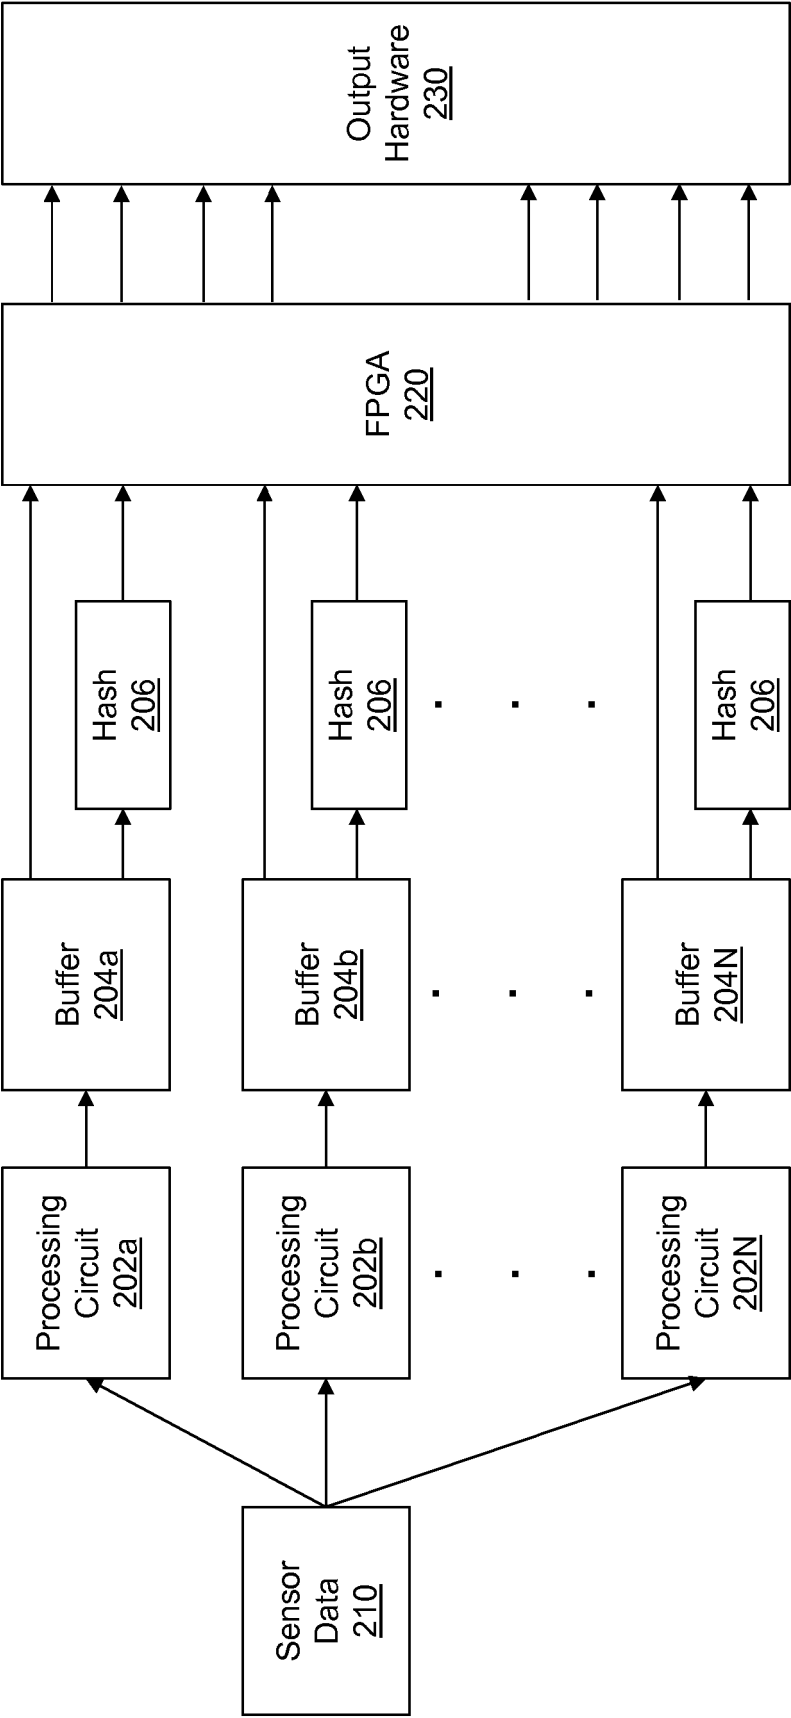 Sensor
Data
210
Processing
Circuit
202a
Processing
Circuit
202b
. . .
Processing
Circuit
202N
Buffer
204a
Buffer
204b
. . .
Buffer
204N
Hash
206
Hash
206
. . .
Hash
206
FPGA
220
Output
Hardware
230